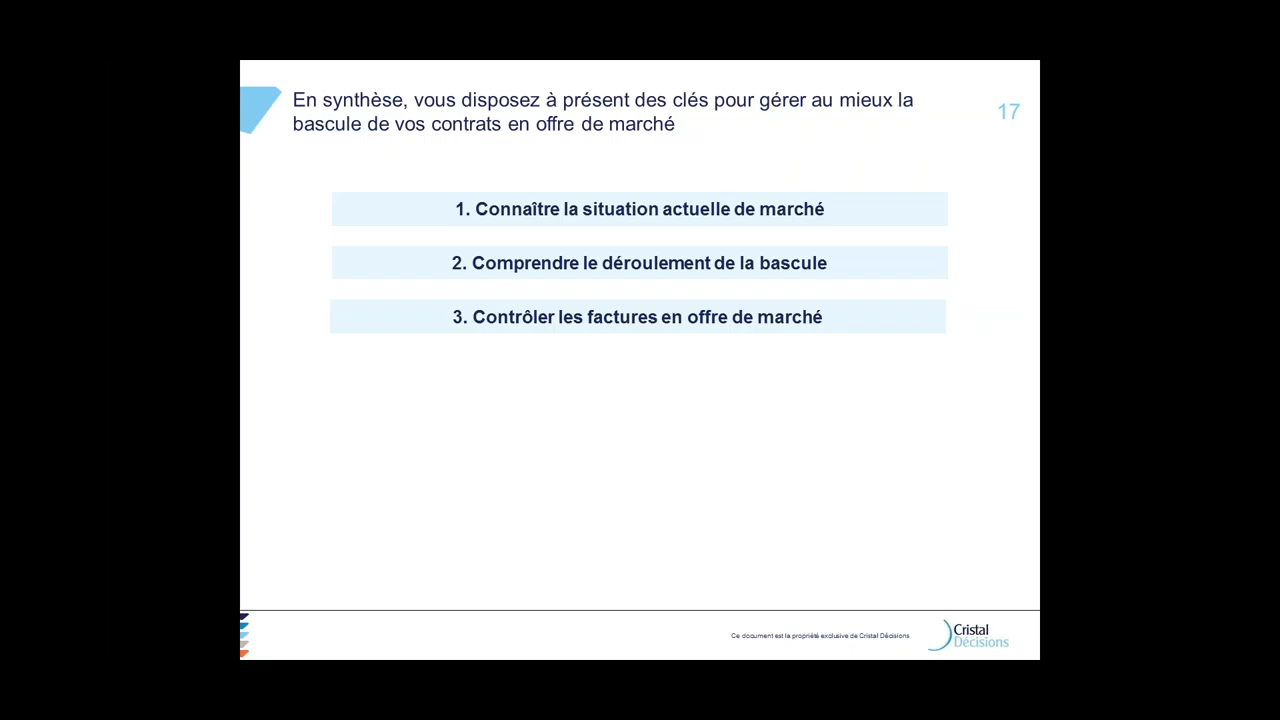 En synthèse, vous disposez à présent des clés pour gérer au mieux la
bascule de vos contrats en offre de marché
17
1. Connaître la situation actuelle de marché
2. Comprendre le déroulement de la bascule
3. Contrôler les factures en offre de marché
Ce document est la propriété exclusive de Cristal Décisions
Cristal
Décisions